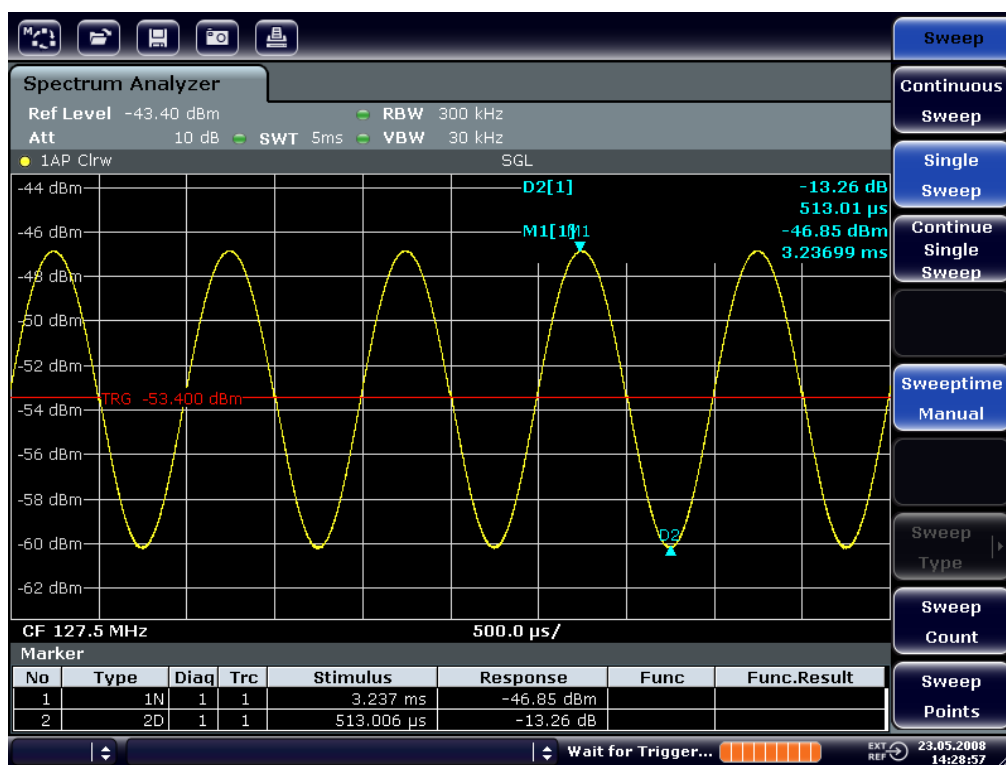 Sweep
Spectrum Analyzer
Ref Level -43.40 dBm RBW 300 kHz
Att 10 dB SWT 5ms VBW 30 kHz
1AP Clrw SGL
-44 dBm D2[1] -13.26 dB
513.01 µs
-46 dBm M1[1] M1 -46.85 dBm
3.23699 ms
-48 dBm
-50 dBm
-52 dBm
TRG -53.400 dBm
-54 dBm
-56 dBm
-58 dBm
-60 dBm D2
-62 dBm
CF 127.5 MHz 500.0 µs/
Marker
No Type Diaq Trc Stimulus Response Func Func.Result
1 1N 1 1 3.237 ms -46.85 dBm
2 2D 1 1 513.006 µs -13.26 dB
Wait for Trigger... EXT REF 23.05.2008
14:28:57
Continuous
Sweep
Single
Sweep
Continue
Single
Sweep
Sweeptime
Manual
Sweep
Type
Sweep
Count
Sweep
Points